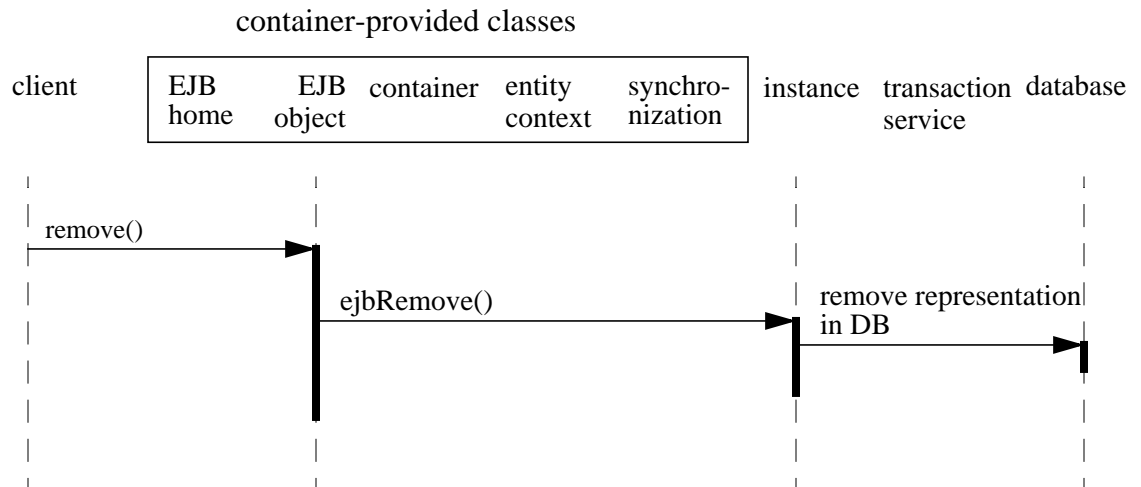 container-provided classes
client
EJB
home
EJB
object
container
entity
context
synchro-
nization
instance
transaction
service
database
remove()
ejbRemove()
remove representation
in DB